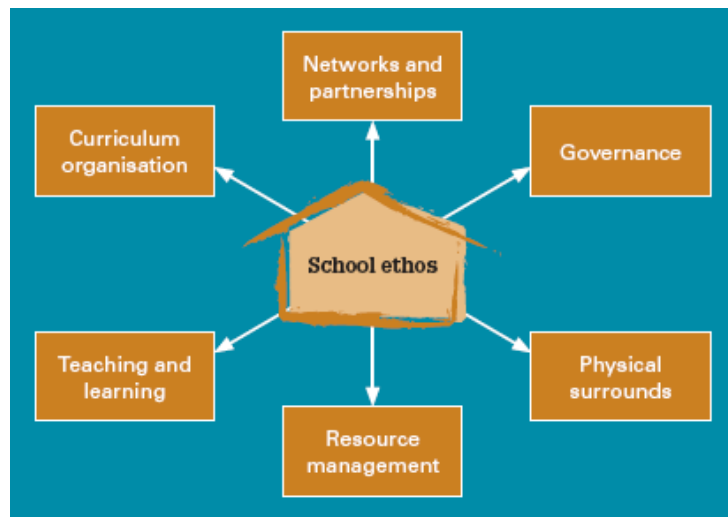 Networks and
partnerships
Curriculum
organisation
Governance
School ethos
Teaching and
learning
Physical
surrounds
Resource
management